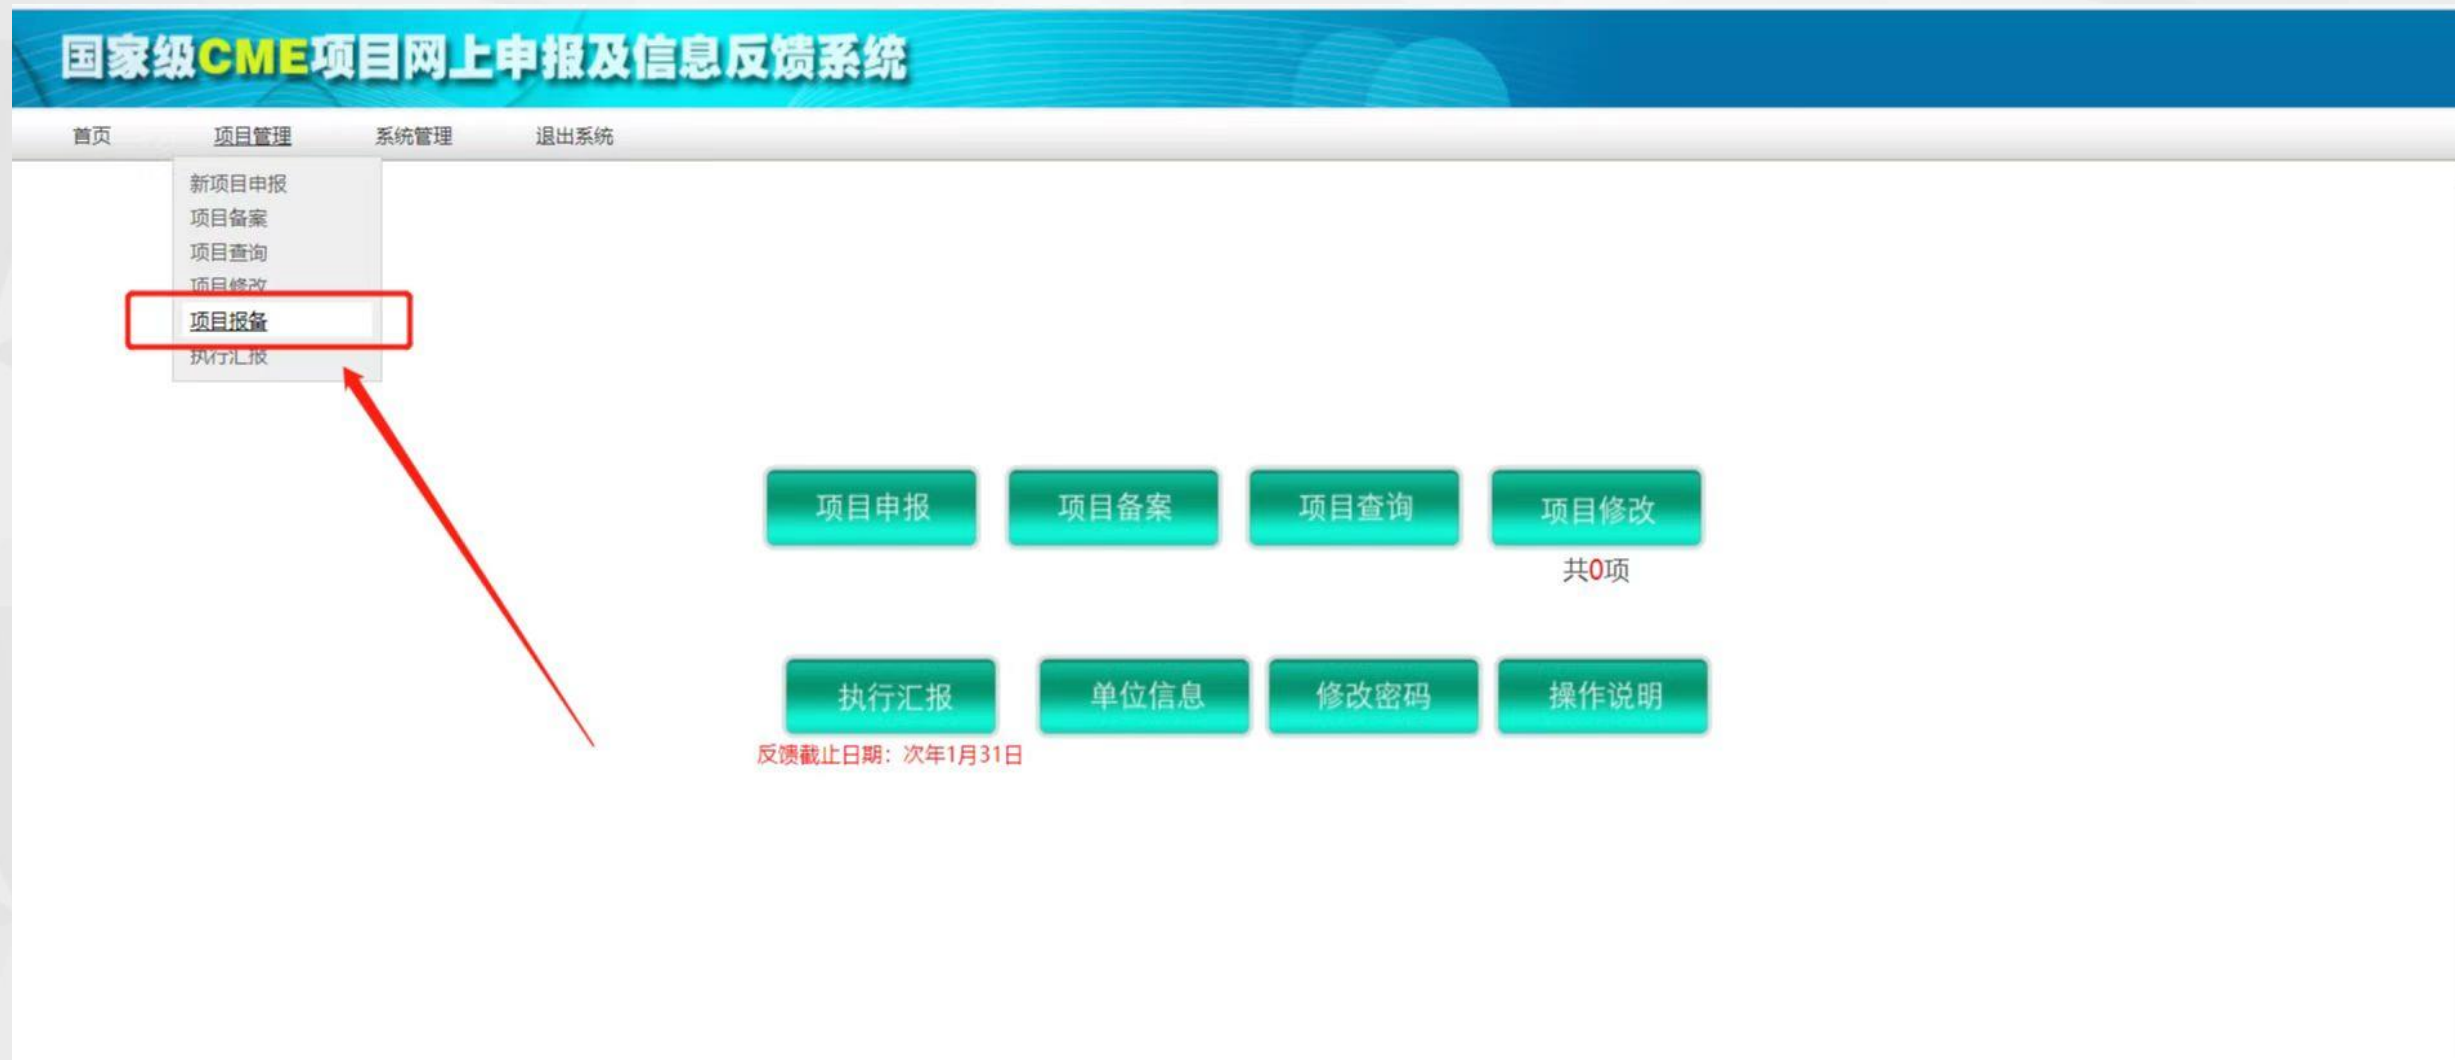 国家级CME项目网上申报及信息反馈系统
首页 项目管理 系统管理 退出系统
新项目申报
项目备案
项目查询
项目修改
项目报备
执行汇报
项目申报 项目备案 项目查询 项目修改
共0项
执行汇报 单位信息 修改密码 操作说明
反馈截止日期：次年1月31日